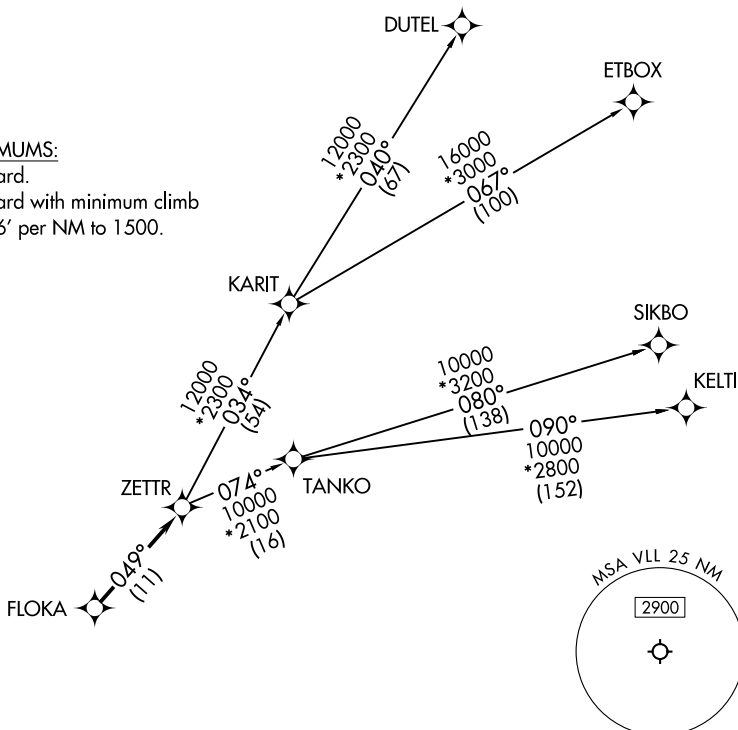 DUTEL
ETBOX
MUMS:
ard.
ard with minimum climb
6' per NM to 1500.
12000
*2300
040°
(67)
16000
*3000
067°
(100)
KARIT
SIKBO
12000
*2300
034°
(54)
10000
*3200
080°
(138)
KELTI
090°
10000
*2800
(152)
ZETTR
074°
10000
*2100
(16)
TANKO
049°
(11)
FLOKA
MSA VLL 25 NM
2900